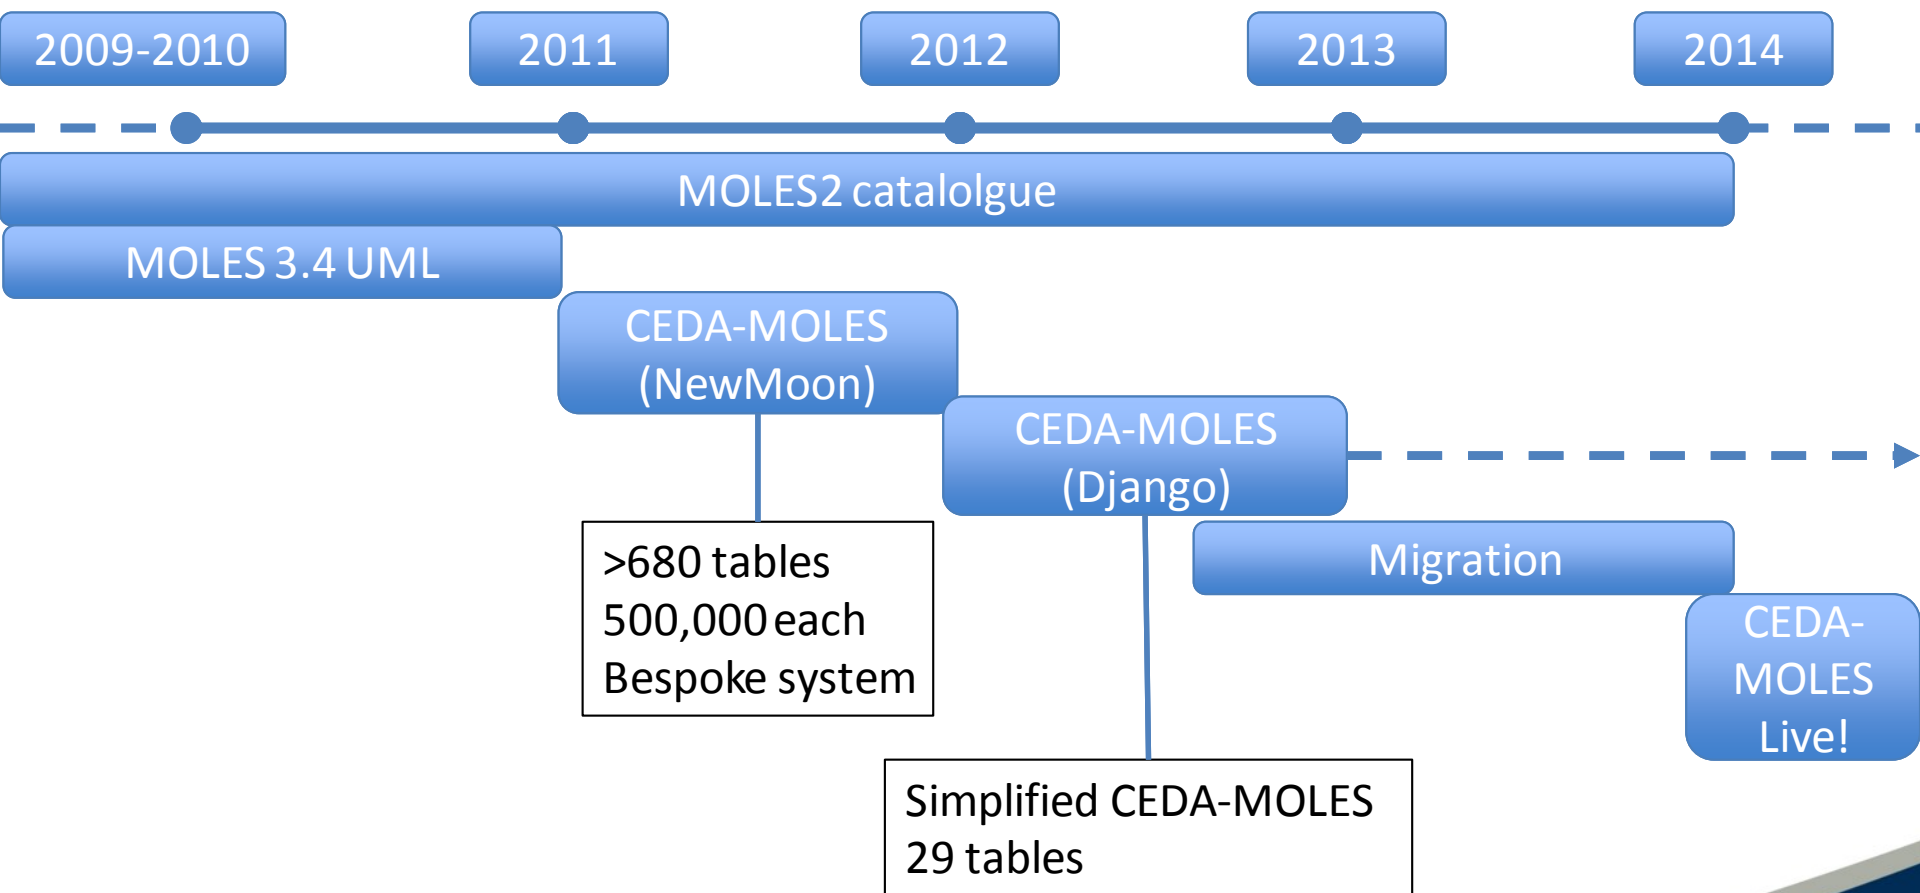 2009-2010
2011
2012
2013
2014
MOLES2 catalolgue
MOLES 3.4 UML
CEDA-MOLES
(NewMoon)
CEDA-MOLES
(Django)
>680 tables
500,000 each
Bespoke system
Migration
CEDA-
MOLES
Live!
Simplified CEDA-MOLES
29 tables